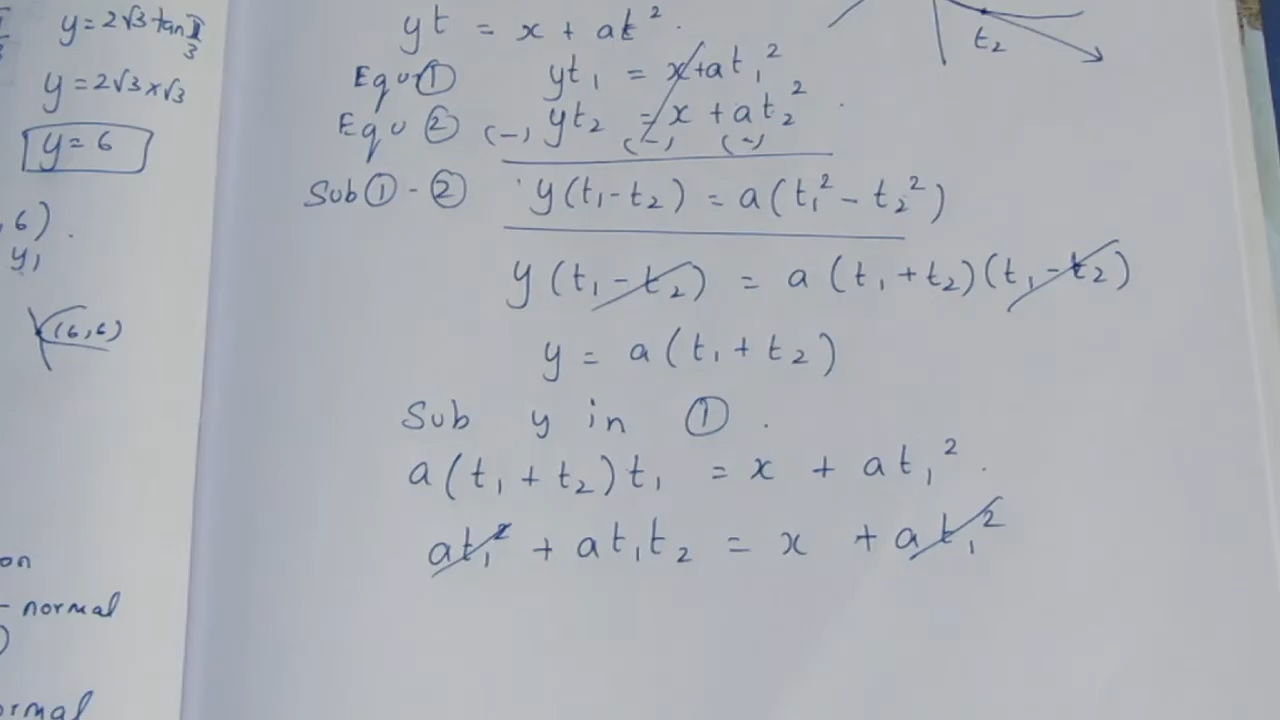 y = 2√3 tan π/3
y = 2√3 × √3
y = 6
, 6) .
y₁
(6,6)
on
- normal
)
ormal
t₂
yt = x + at² .
Equ ① yt₁ = x + at₁²
Equ ② (-) yt₂ = x + at₂² .
(-) (-)
Sub ① - ② y(t₁ - t₂) = a(t₁² - t₂²)
y (t₁ - t₂) = a (t₁ + t₂)(t₁ - t₂)
y = a(t₁ + t₂)
Sub y in ① .
a(t₁ + t₂)t₁ = x + at₁² .
at₁² + at₁t₂ = x + at₁²